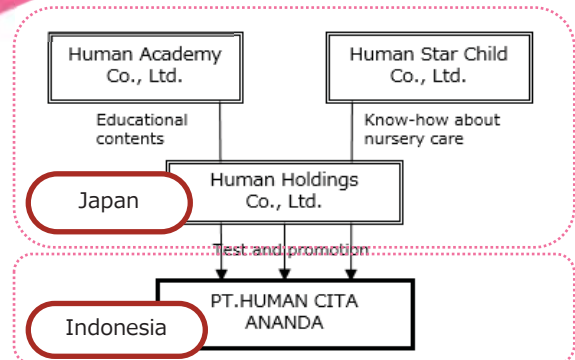 Human Academy
Co., Ltd.
Human Star Child
Co., Ltd.
Educational
contents
Know-how about
nursery care
Japan
Human Holdings
Co., Ltd.
Test and promotion
Indonesia
PT.HUMAN CITA
ANANDA